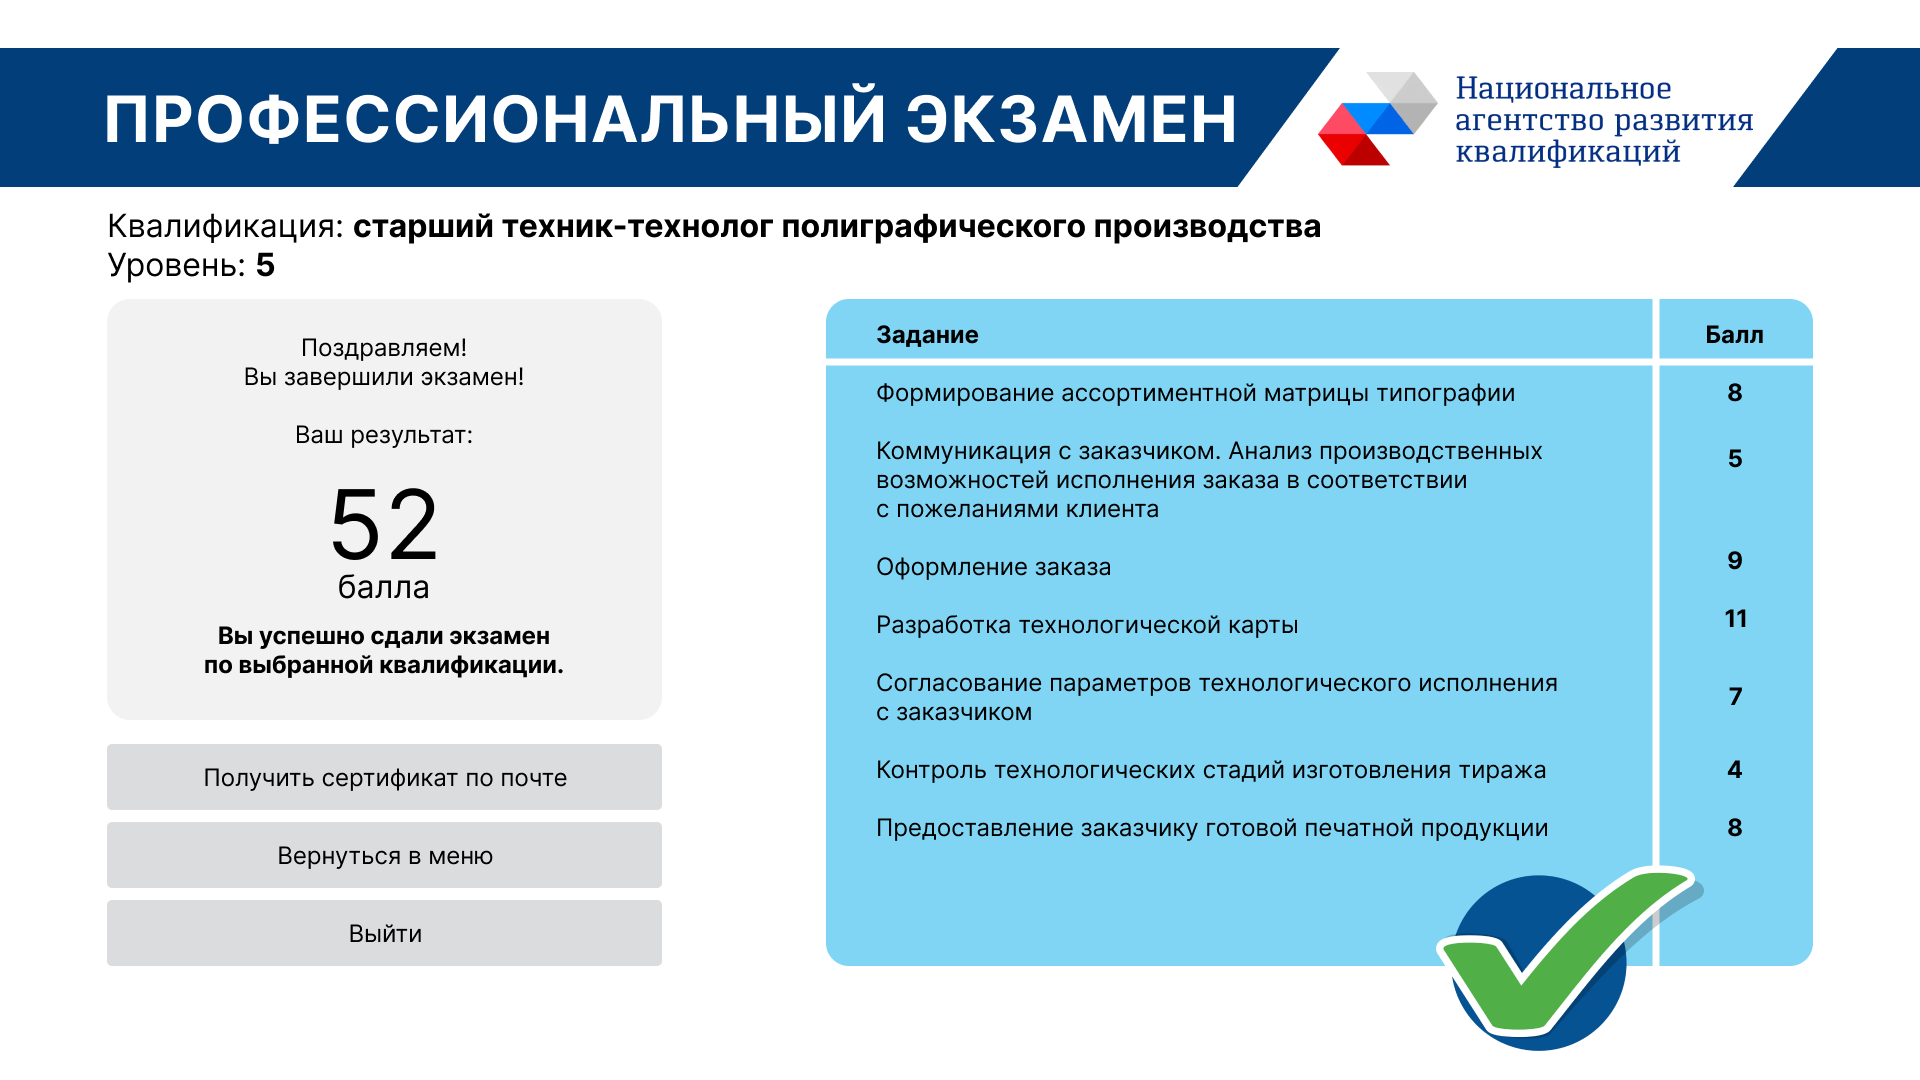 ПРОФЕССИОНАЛЬНЫЙ ЭКЗАМЕН
Национальное
агентство развития
квалификаций
Квалификация: старший техник-технолог полиграфического производства
Уровень: 5
Поздравляем!
Вы завершили экзамен!
Ваш результат:
52
балла
Вы успешно сдали экзамен
по выбранной квалификации.
Получить сертификат по почте
Вернуться в меню
Выйти
Задание Балл
Формирование ассортиментной матрицы типографии 8
Коммуникация с заказчиком. Анализ производственных 5
возможностей исполнения заказа в соответствии
с пожеланиями клиента
Оформление заказа 9
Разработка технологической карты 11
Согласование параметров технологического исполнения 7
с заказчиком
Контроль технологических стадий изготовления тиража 4
Предоставление заказчику готовой печатной продукции 8